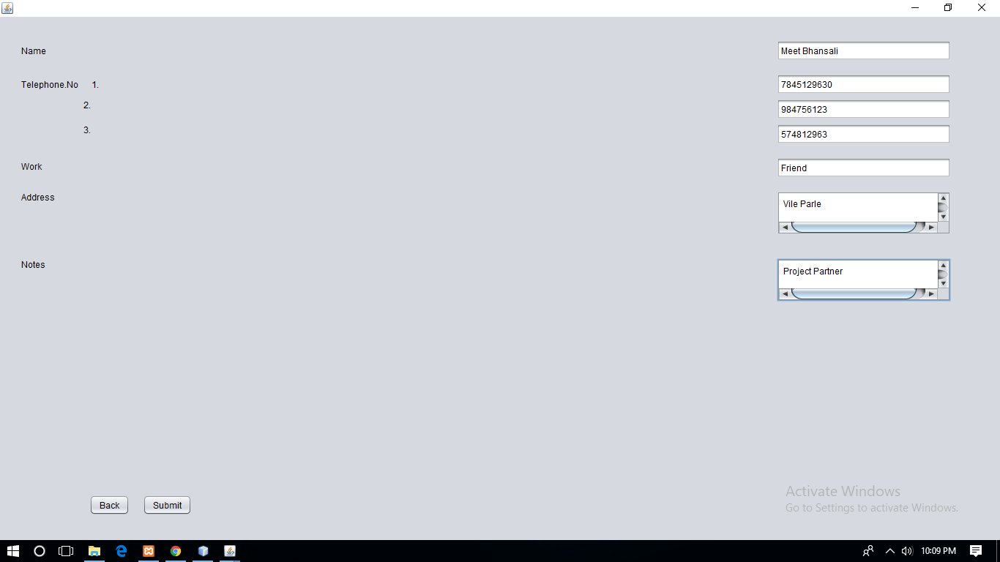 Name Meet Bhansali
Telephone.No 1. 7845129630
2. 984756123
3. 574812963
Work Friend
Address Vile Parle
Notes Project Partner
Back Submit
Activate Windows
Go to Settings to activate Windows.
10:09 PM